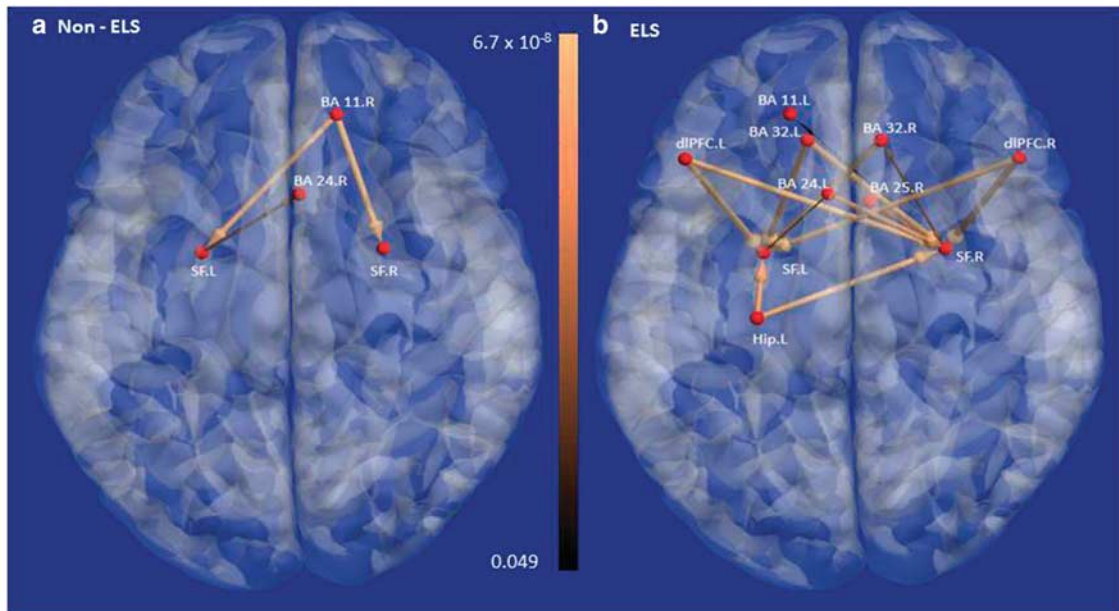 a Non - ELS
BA 11.R
BA 24.R
SF.L
SF.R
6.7 x 10⁻⁸
0.049
b ELS
BA 11.L
BA 32.L
BA 32.R
dlPFC.L
dlPFC.R
BA 24.L
BA 25.R
SF.L
SF.R
Hip.L